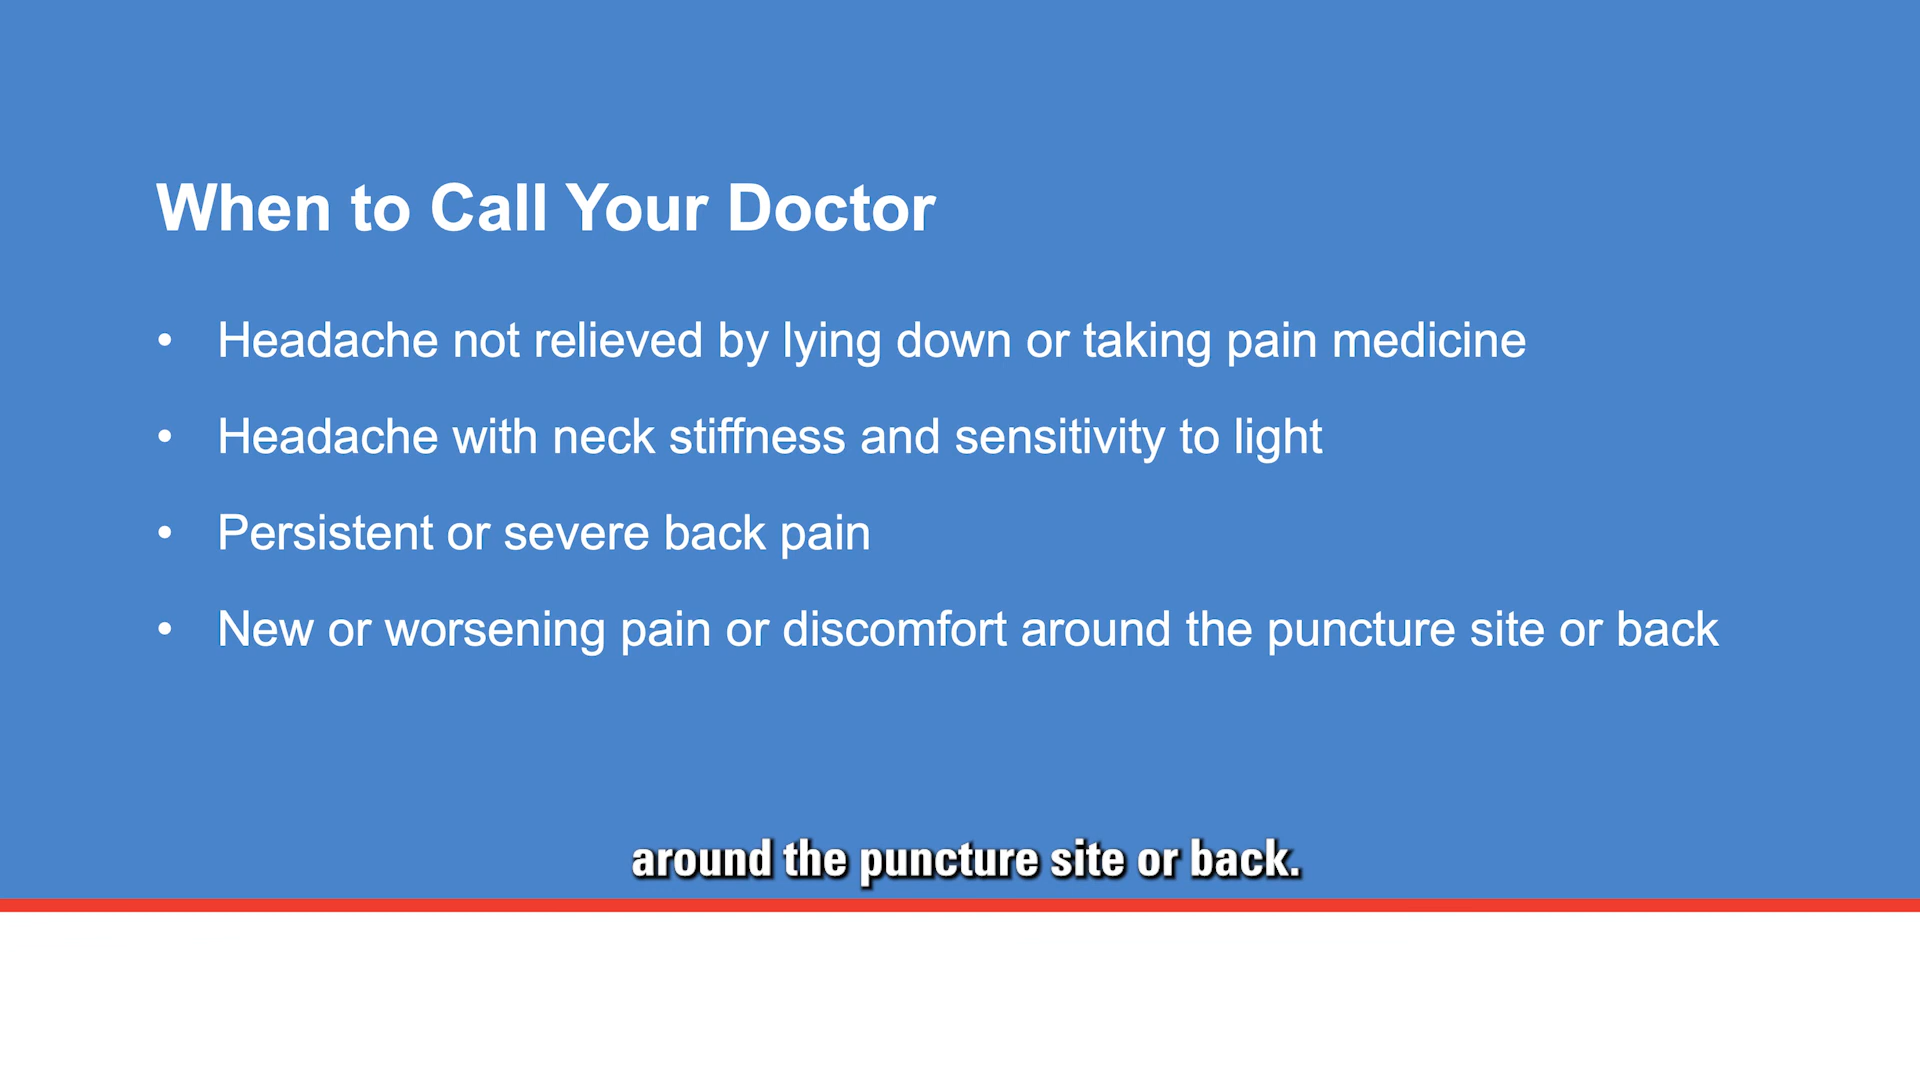 When to Call Your Doctor
• Headache not relieved by lying down or taking pain medicine
• Headache with neck stiffness and sensitivity to light
• Persistent or severe back pain
• New or worsening pain or discomfort around the puncture site or back
around the puncture site or back.